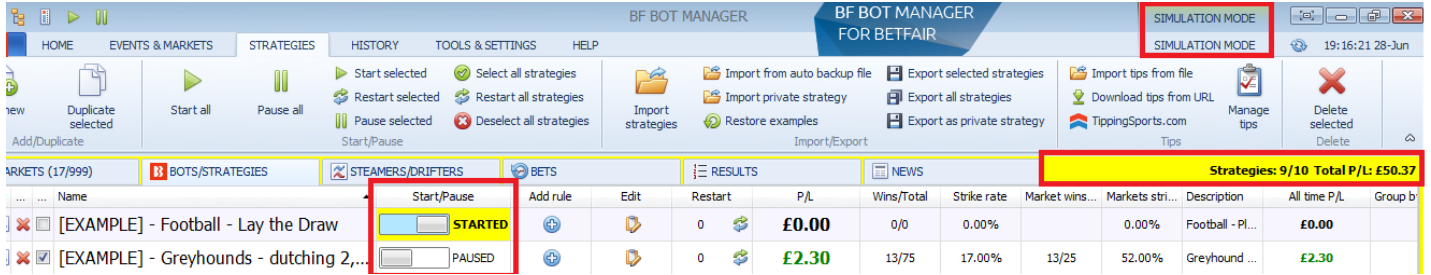 BF BOT MANAGER
BF BOT MANAGER
FOR BETFAIR
SIMULATION MODE
HOME EVENTS & MARKETS STRATEGIES HISTORY TOOLS & SETTINGS HELP
SIMULATION MODE 19:16:21 28-Jun
Start selected Select all strategies Import from auto backup file Export selected strategies Import tips from file
new Duplicate selected Start all Pause all Restart selected Restart all strategies Import strategies Import private strategy Export all strategies Download tips from URL Manage tips Delete selected
Pause selected Deselect all strategies Restore examples Export as private strategy TippingSports.com
Add/Duplicate Start/Pause Import/Export Tips Delete
ARKETS (17/999) BOTS/STRATEGIES STEAMERS/DRIFTERS BETS RESULTS NEWS Strategies: 9/10 Total P/L: £50.37
... ... Name Start/Pause Add rule Edit Restart P/L Wins/Total Strike rate Market wins... Markets stri... Description All time P/L Group b
[EXAMPLE] - Football - Lay the Draw STARTED 0 £0.00 0/0 0.00% 0.00% Football - Pl... £0.00
[EXAMPLE] - Greyhounds - dutching 2,... PAUSED 0 £2.30 13/75 17.00% 13/25 52.00% Greyhound ... £2.30